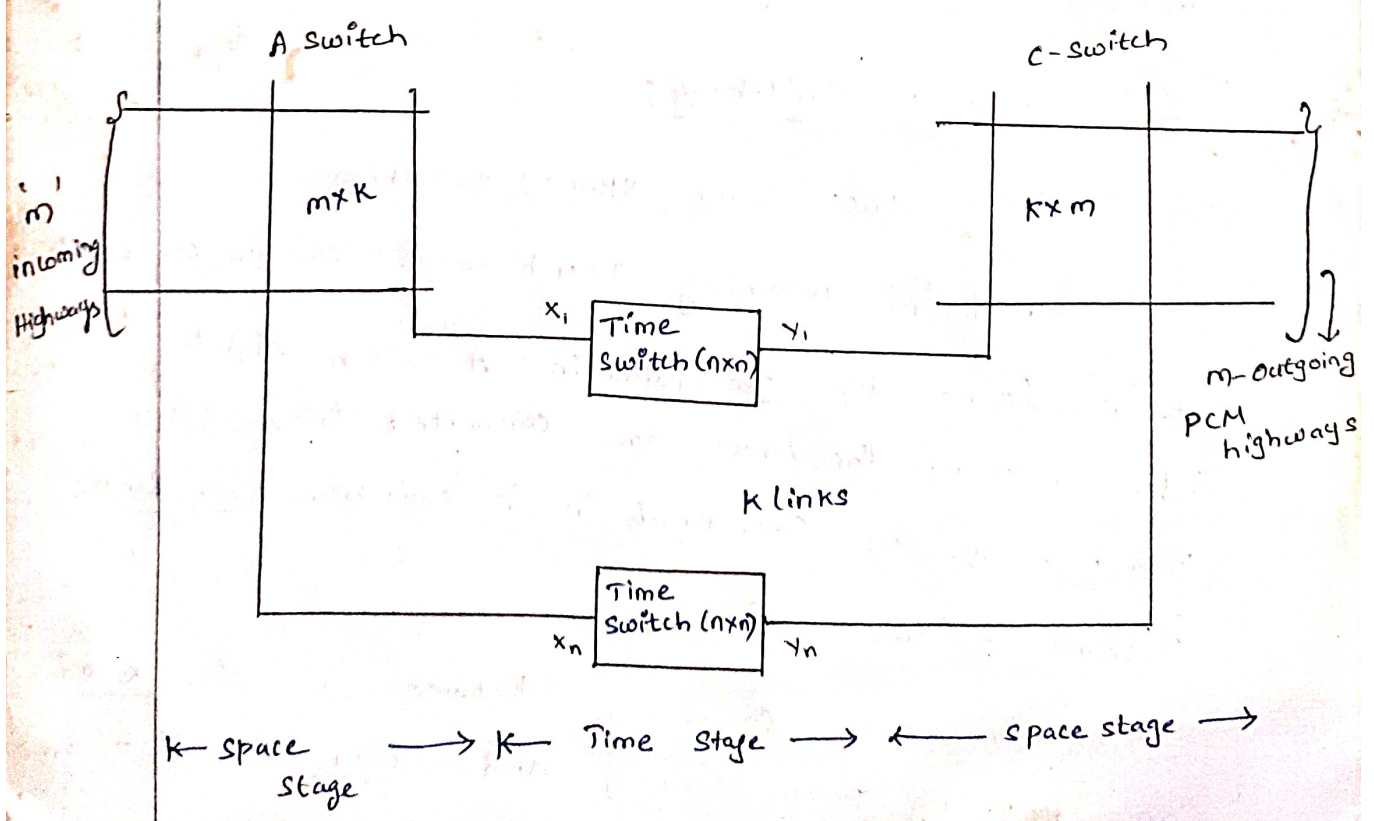 A Switch
C-Switch
'm'
incoming
Highways
m×K
K×m
X1
Time
Switch (n×n)
Y1
m-Outgoing
PCM
highways
K links
Time
Switch (n×n)
Xn
Yn
Space
Stage
Time Stage
Space stage